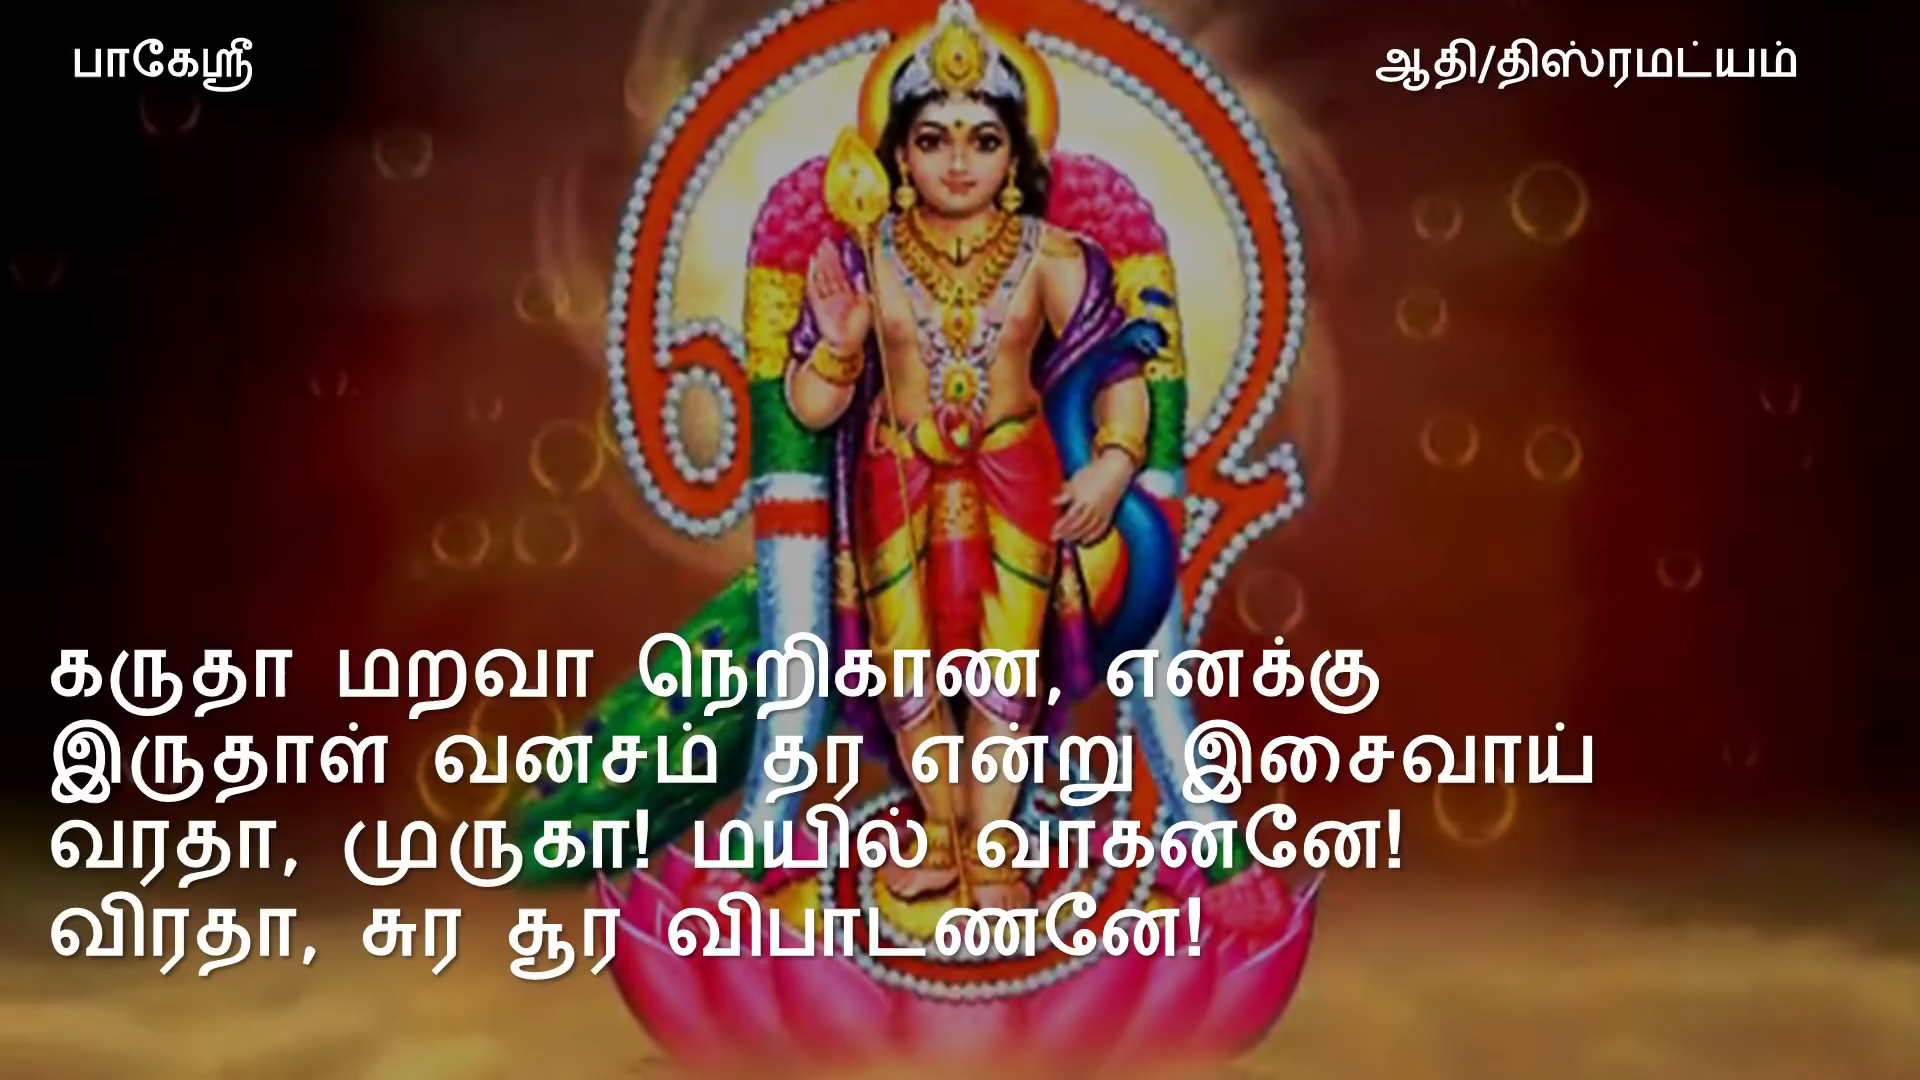 பாகேஸ்ரீ
ஆதி/திஸ்ரமட்யம்
கருதா மறவா நெறிகாண, எனக்கு
இருதாள் வனசம் தர என்று இசைவாய்
வரதா, முருகா! மயில் வாகனனே!
விரதா, சுர சூர விபாடணனே!